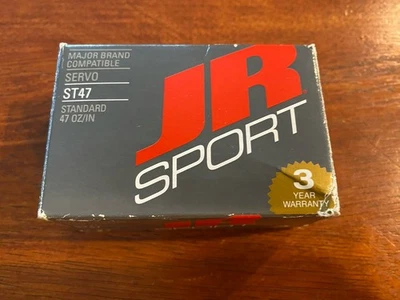 MAJOR BRAND
COMPATIBLE
SERVO
ST47
STANDARD
47 OZ/IN
JR
SPORT
3
YEAR
WARRANTY